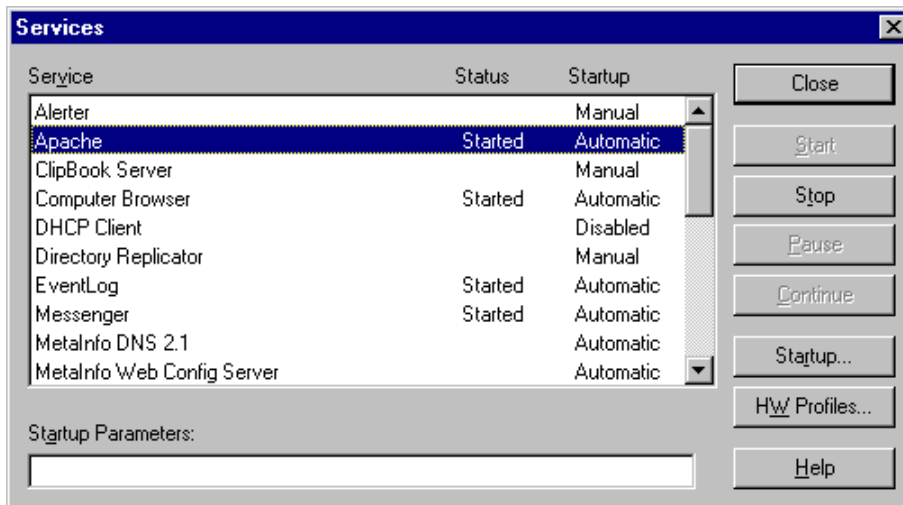 Services
Service Status Startup
Alerter Manual
Apache Started Automatic
ClipBook Server Manual
Computer Browser Started Automatic
DHCP Client Disabled
Directory Replicator Manual
EventLog Started Automatic
Messenger Started Automatic
MetaInfo DNS 2.1 Automatic
MetaInfo Web Config Server Automatic
Startup Parameters:
Close
Start
Stop
Pause
Continue
Startup...
HW Profiles...
Help